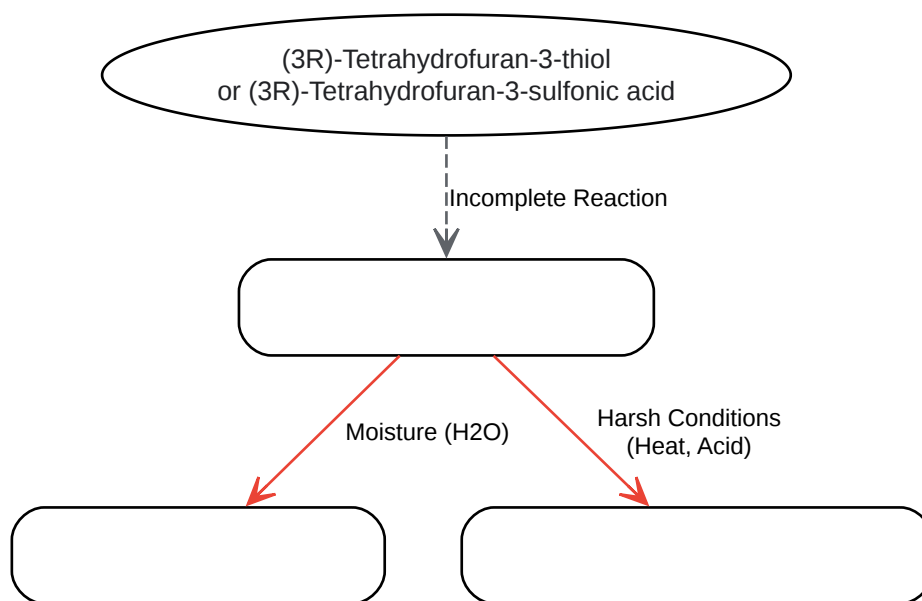 (3R)-Tetrahydrofuran-3-thiol
or (3R)-Tetrahydrofuran-3-sulfonic acid
Incomplete Reaction
Moisture (H2O)
Harsh Conditions
(Heat, Acid)